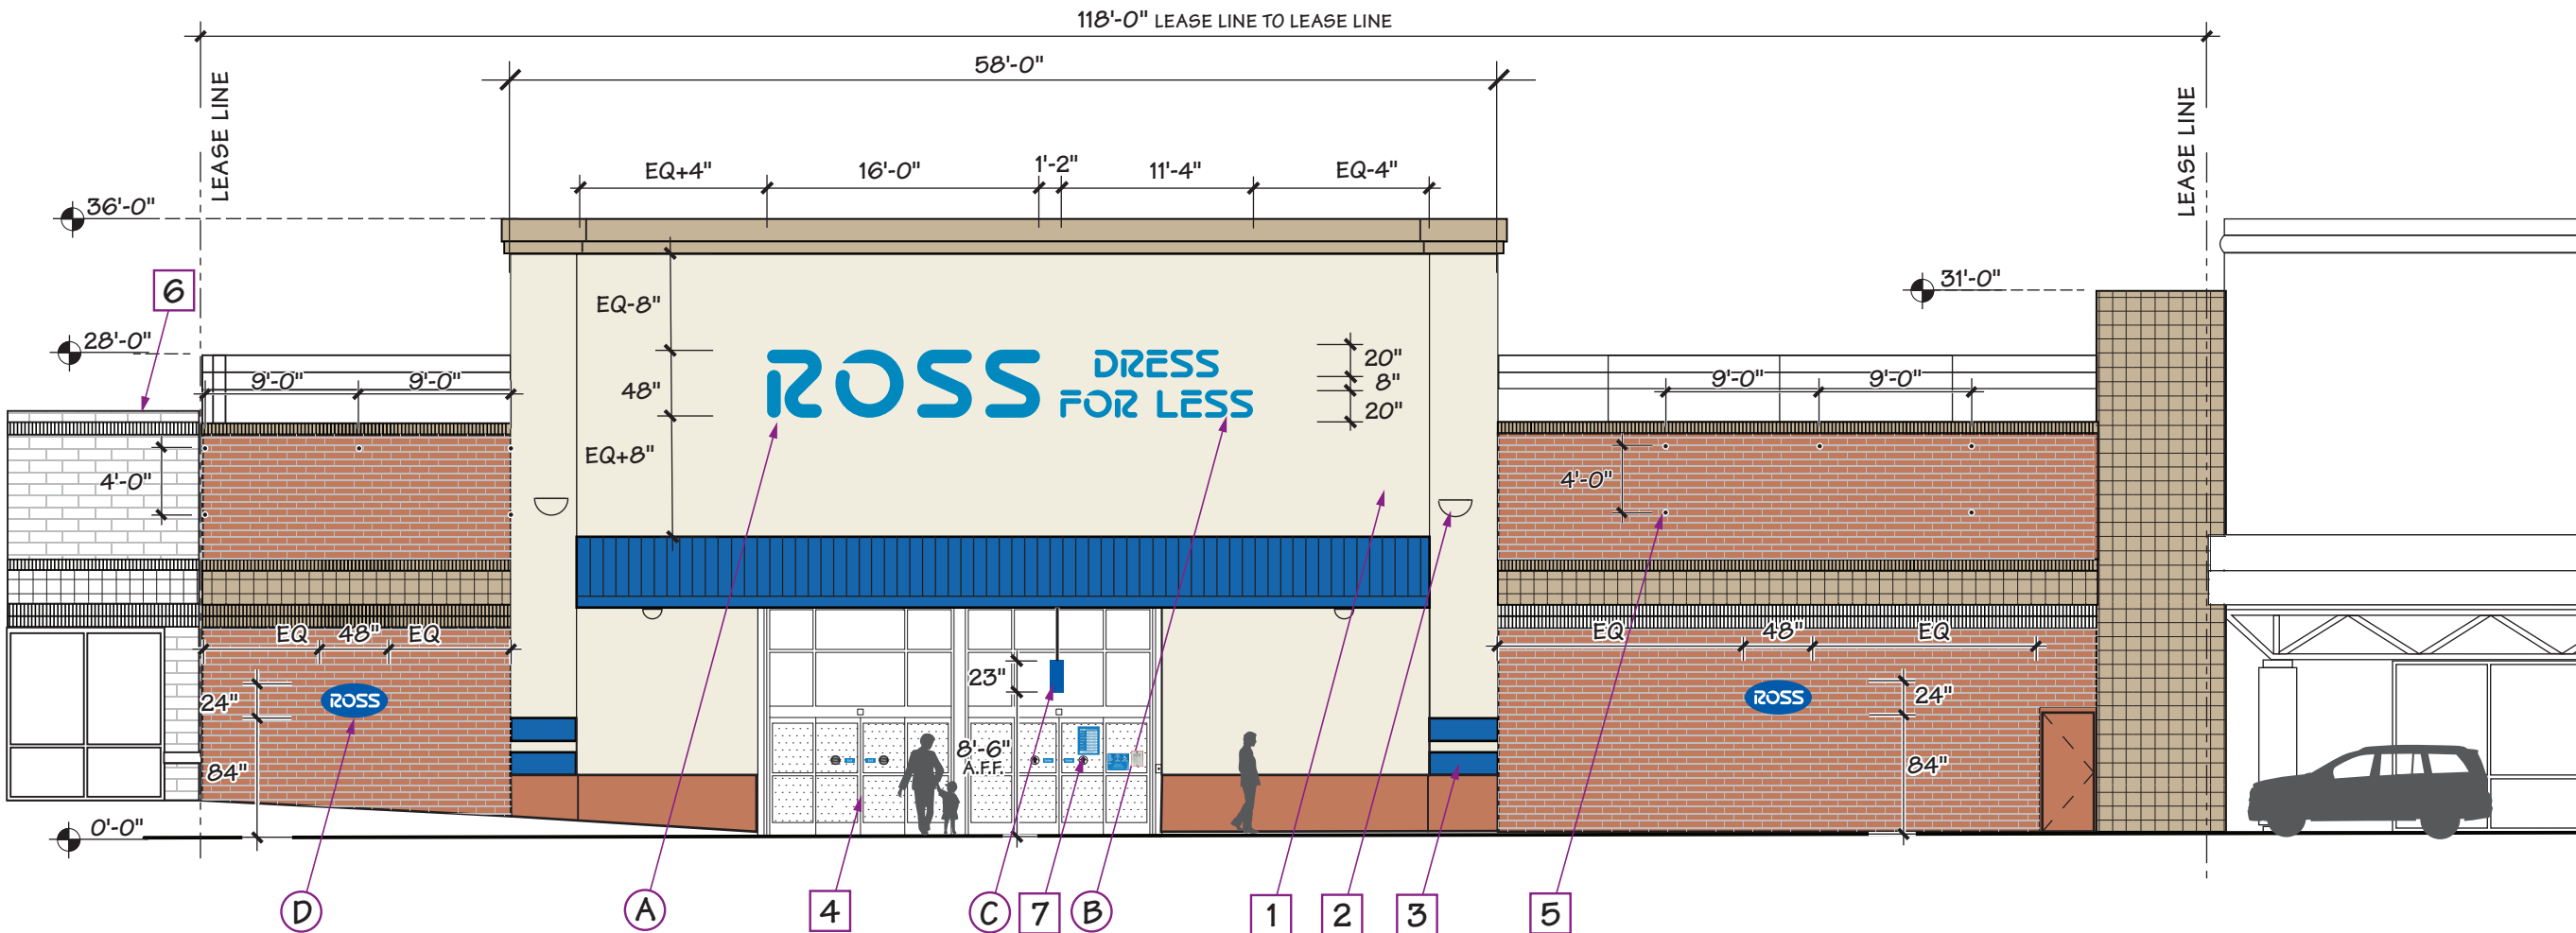 118'-0" LEASE LINE TO LEASE LINE
58'-0"
LEASE LINE
LEASE LINE
EQ+4"
16'-0"
1'-2"
11'-4"
EQ-4"
36'-0"
31'-0"
6
28'-0"
EQ-8"
48"
EQ+8"
ROSS DRESS
FOR LESS
20"
8"
20"
9'-0"
9'-0"
9'-0"
9'-0"
4'-0"
4'-0"
EQ
48"
EQ
EQ
48"
EQ
24"
ROSS
84"
23"
8'-6"
A.F.F.
ROSS
24"
84"
0'-0"
D
A
4
C
7
B
1
2
3
5